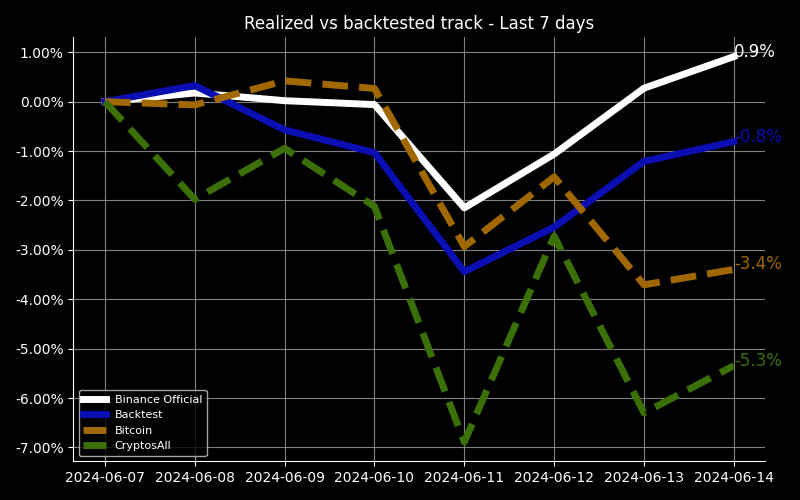 Realized vs backtested track - Last 7 days
1.00%
0.00%
-1.00%
-2.00%
-3.00%
-4.00%
-5.00%
-6.00%
-7.00%
0.9%
-0.8%
-3.4%
-5.3%
Binance Official
Backtest
Bitcoin
CryptosAll
2024-06-07 2024-06-08 2024-06-09 2024-06-10 2024-06-11 2024-06-12 2024-06-13 2024-06-14